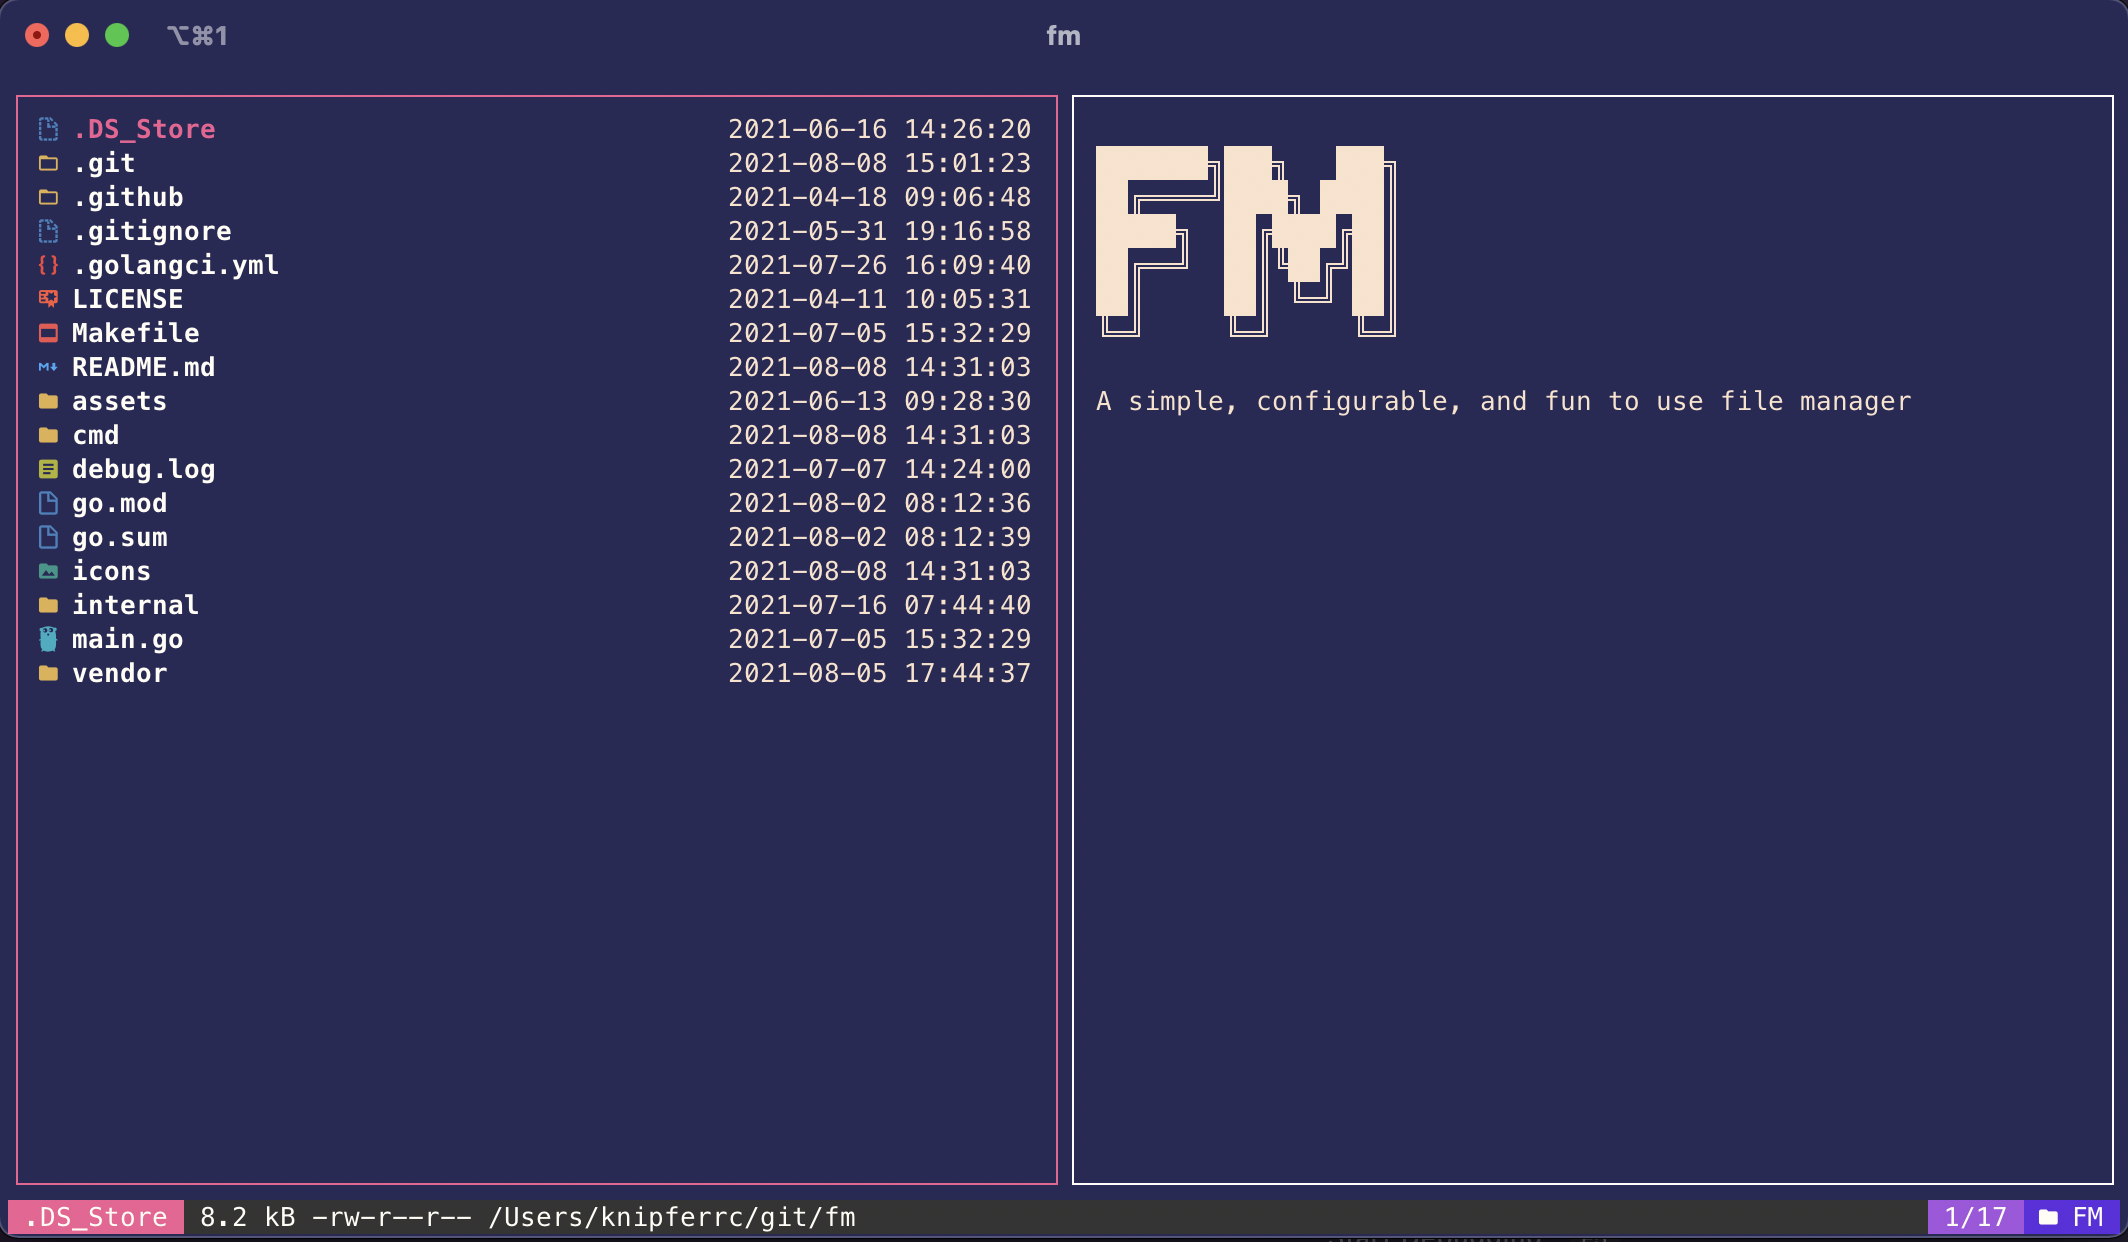 ⌥⌘1 fm
.DS_Store 2021-06-16 14:26:20
.git 2021-08-08 15:01:23
.github 2021-04-18 09:06:48
.gitignore 2021-05-31 19:16:58
.golangci.yml 2021-07-26 16:09:40
LICENSE 2021-04-11 10:05:31
Makefile 2021-07-05 15:32:29
README.md 2021-08-08 14:31:03
assets 2021-06-13 09:28:30
cmd 2021-08-08 14:31:03
debug.log 2021-07-07 14:24:00
go.mod 2021-08-02 08:12:36
go.sum 2021-08-02 08:12:39
icons 2021-08-08 14:31:03
internal 2021-07-16 07:44:40
main.go 2021-07-05 15:32:29
vendor 2021-08-05 17:44:37
FM
A simple, configurable, and fun to use file manager
.DS_Store 8.2 kB -rw-r--r-- /Users/knipferrc/git/fm 1/17 FM